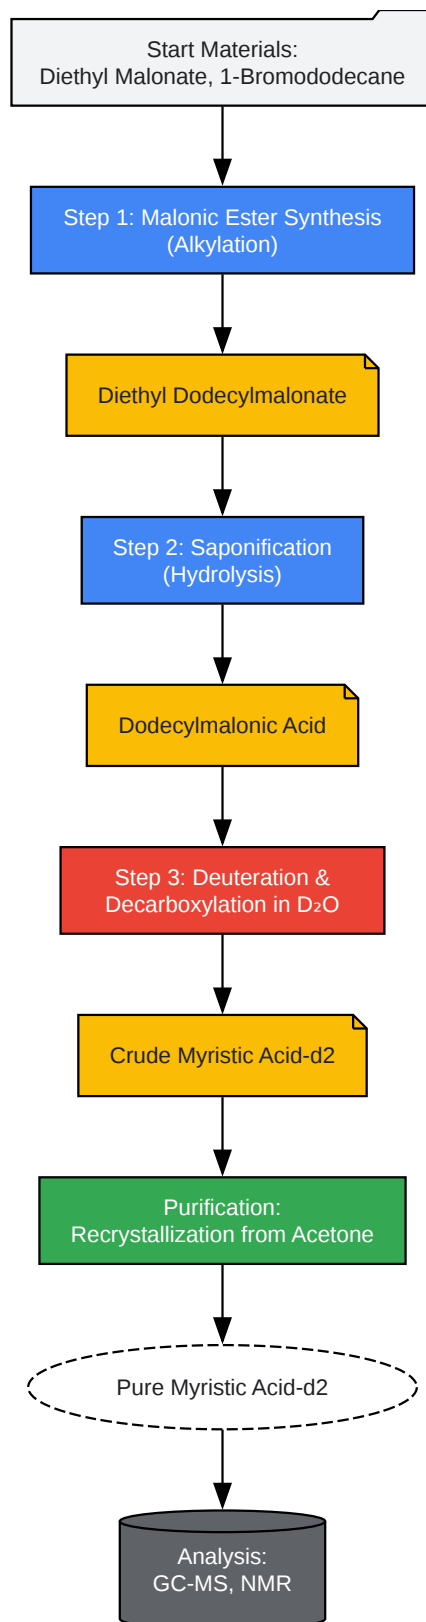 Start Materials:
Diethyl Malonate, 1-Bromododecane
Step 1: Malonic Ester Synthesis
(Alkylation)
Diethyl Dodecylmalonate
Step 2: Saponification
(Hydrolysis)
Dodecylmalonic Acid
Step 3: Deuteration &
Decarboxylation in D₂O
Crude Myristic Acid-d2
Purification:
Recrystallization from Acetone
Pure Myristic Acid-d2
Analysis:
GC-MS, NMR